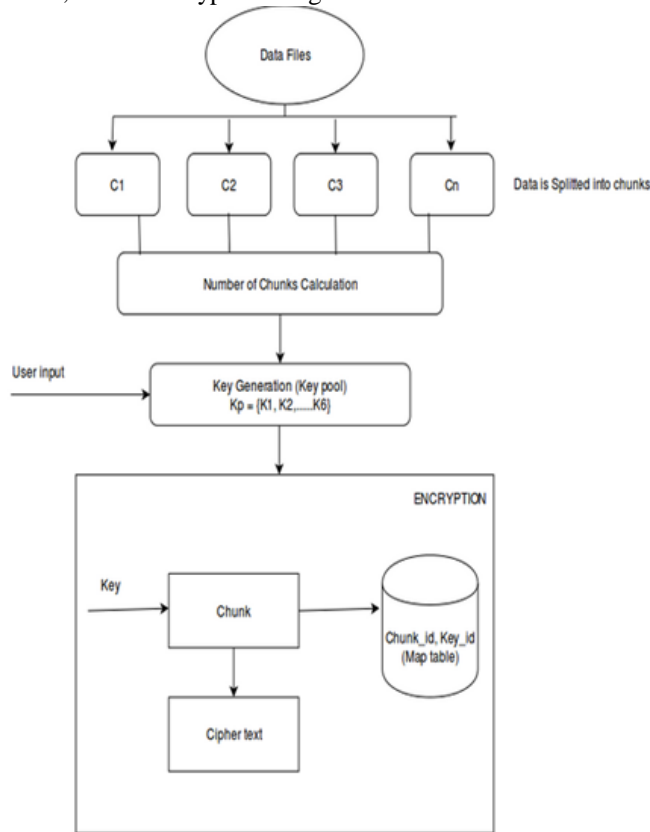 Data Files
C1
C2
C3
Cn
Data is Splitted into chunks
Number of Chunks Calculation
User input
Key Generation (Key pool)
Kp = {K1, K2,.....K6}
ENCRYPTION
Key
Chunk
Chunk_id, Key_id
(Map table)
Cipher text